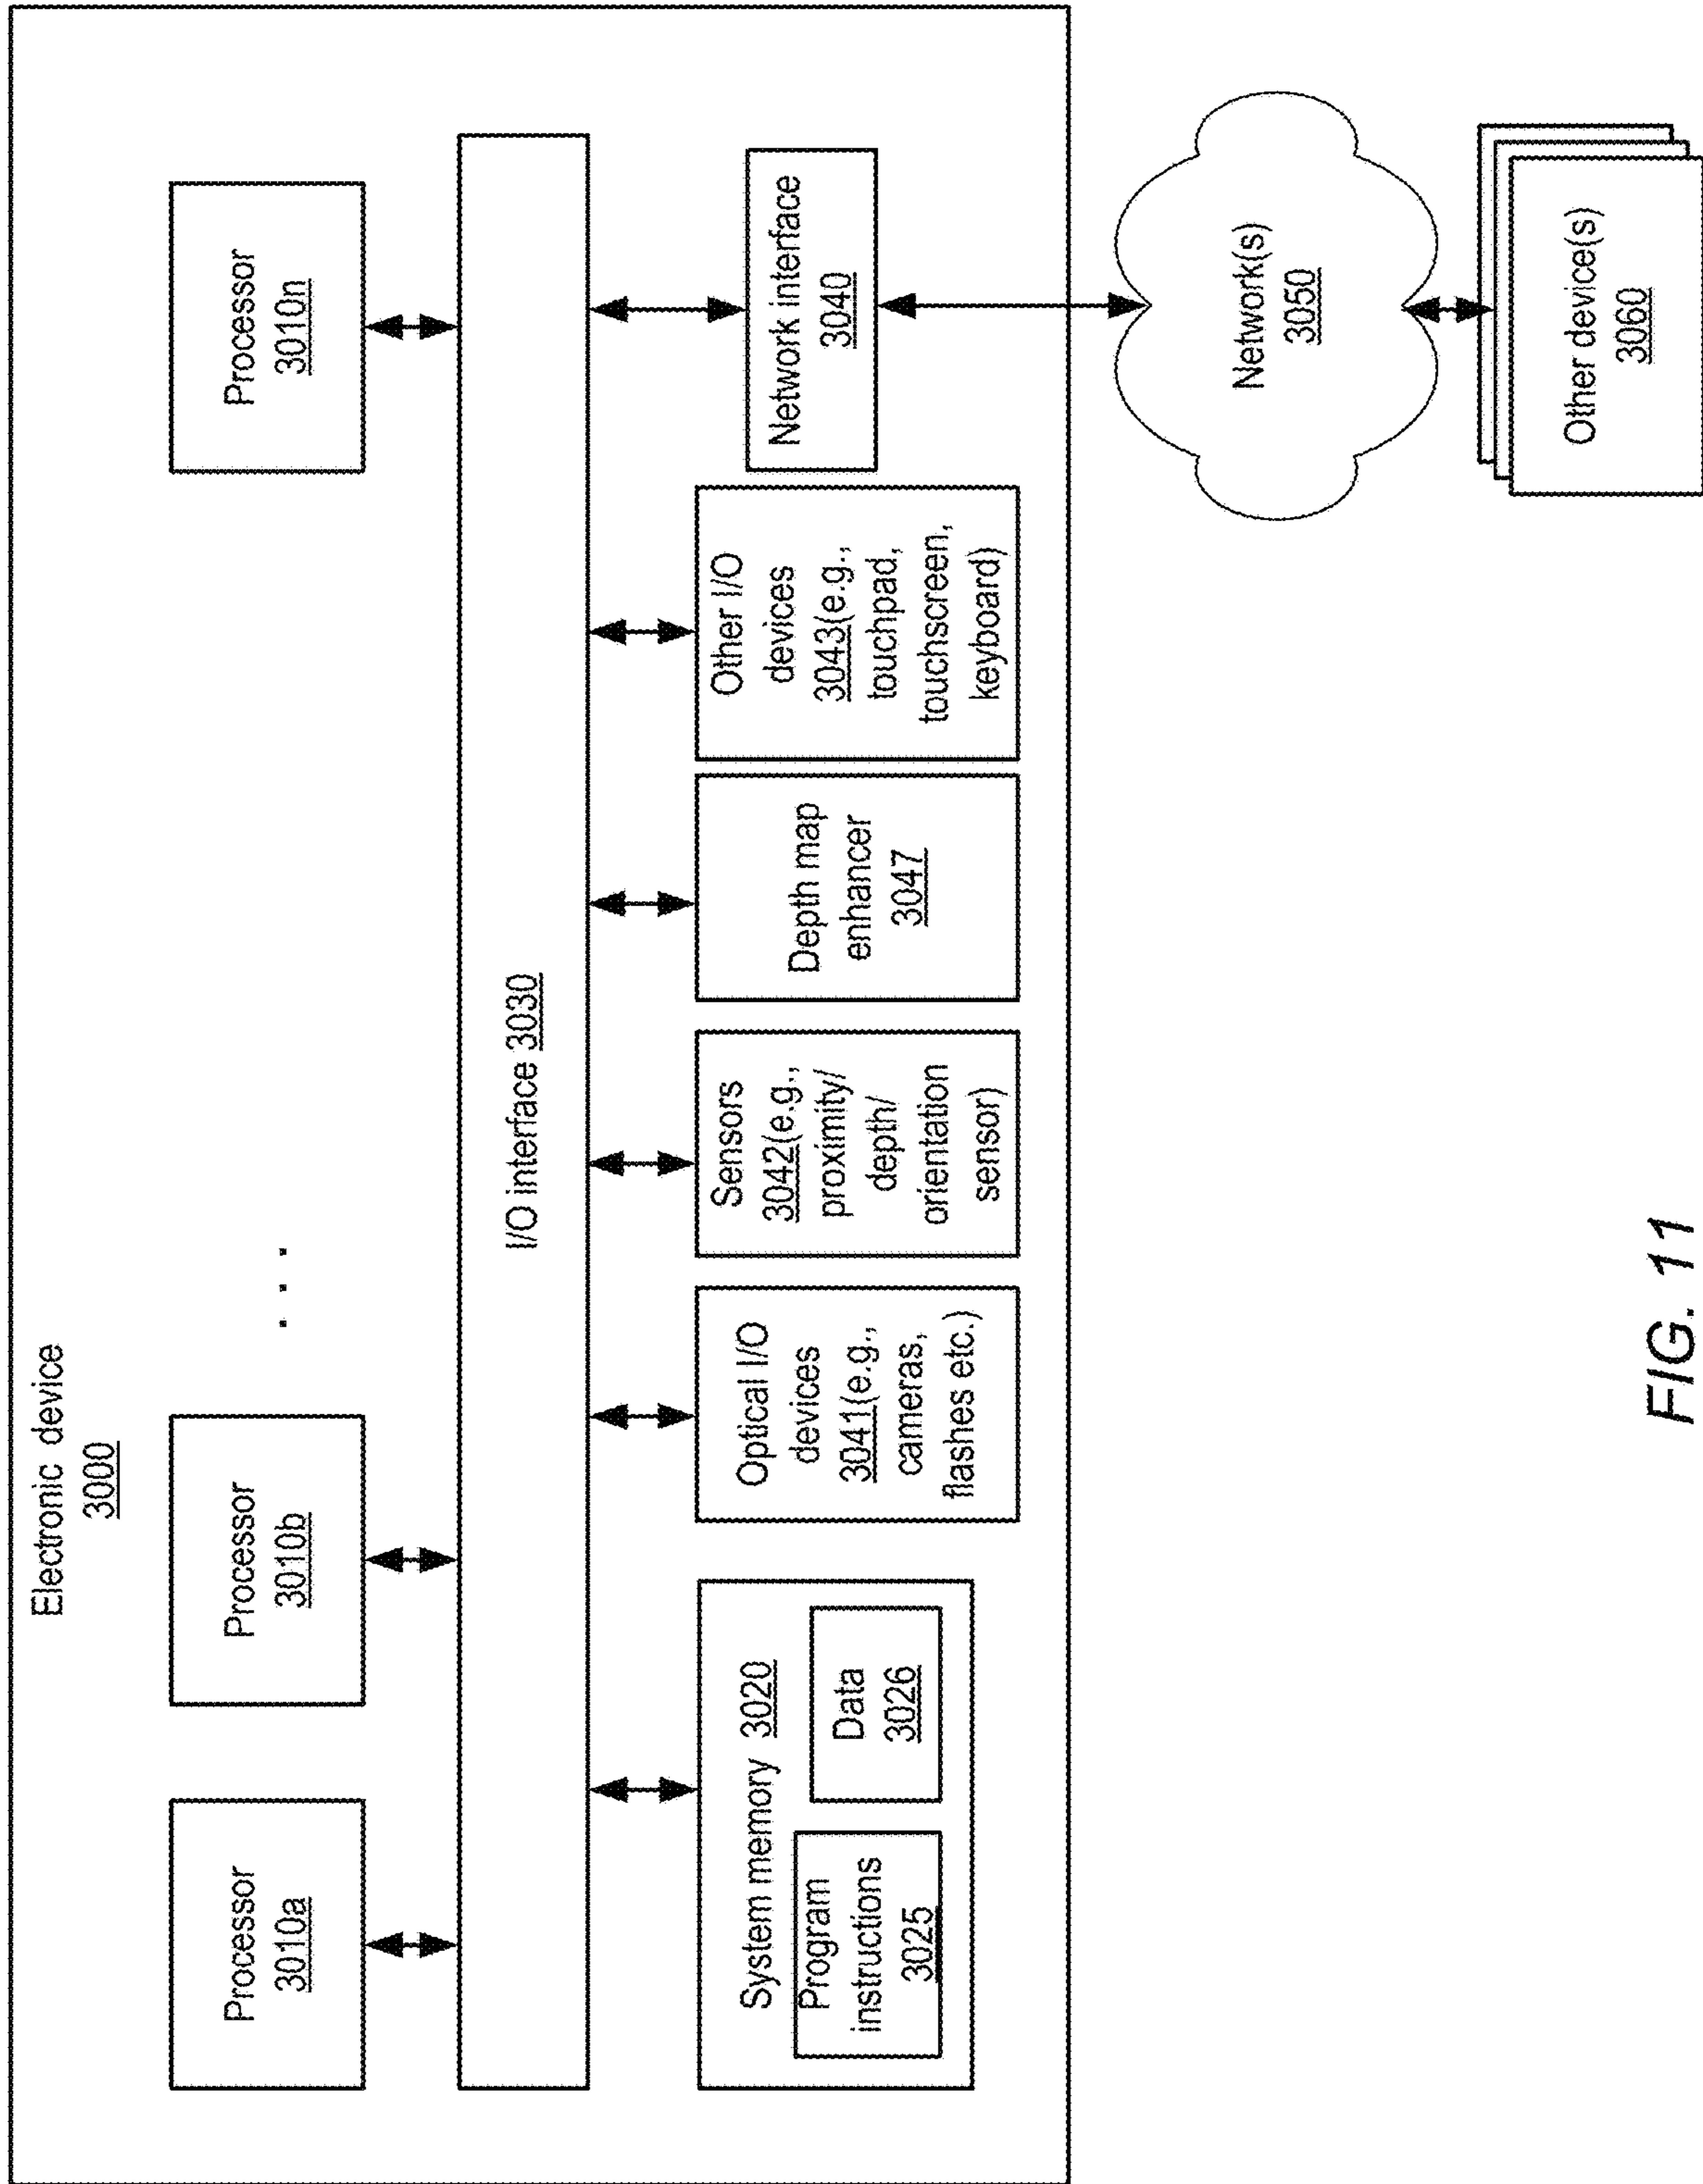 Electronic device
3000
Processor
3010a
Processor
3010b
. . .
Processor
3010n
I/O interface 3030
System memory 3020
Program
instructions
3025
Data
3026
Optical I/O
devices
3041(e.g.,
cameras,
flashes etc.)
Sensors
3042(e.g.,
proximity/
depth/
orientation
sensor)
Depth map
enhancer
3047
Other I/O
devices
3043(e.g.,
touchpad,
touchscreen,
keyboard)
Network interface
3040
Network(s)
3050
Other device(s)
3060
FIG. 11